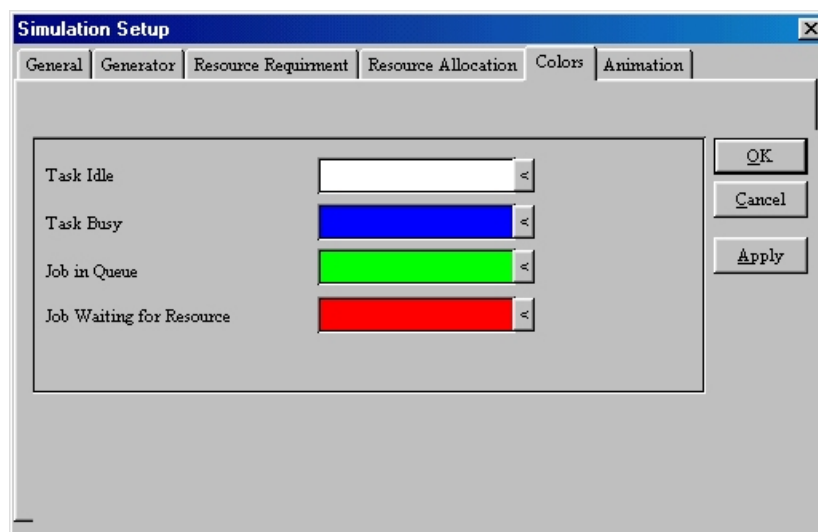 Simulation Setup
General Generator Resource Requirment Resource Allocation Colors Animation
Task Idle <
Task Busy <
Job in Queue <
Job Waiting for Resource <
OK
Cancel
Apply